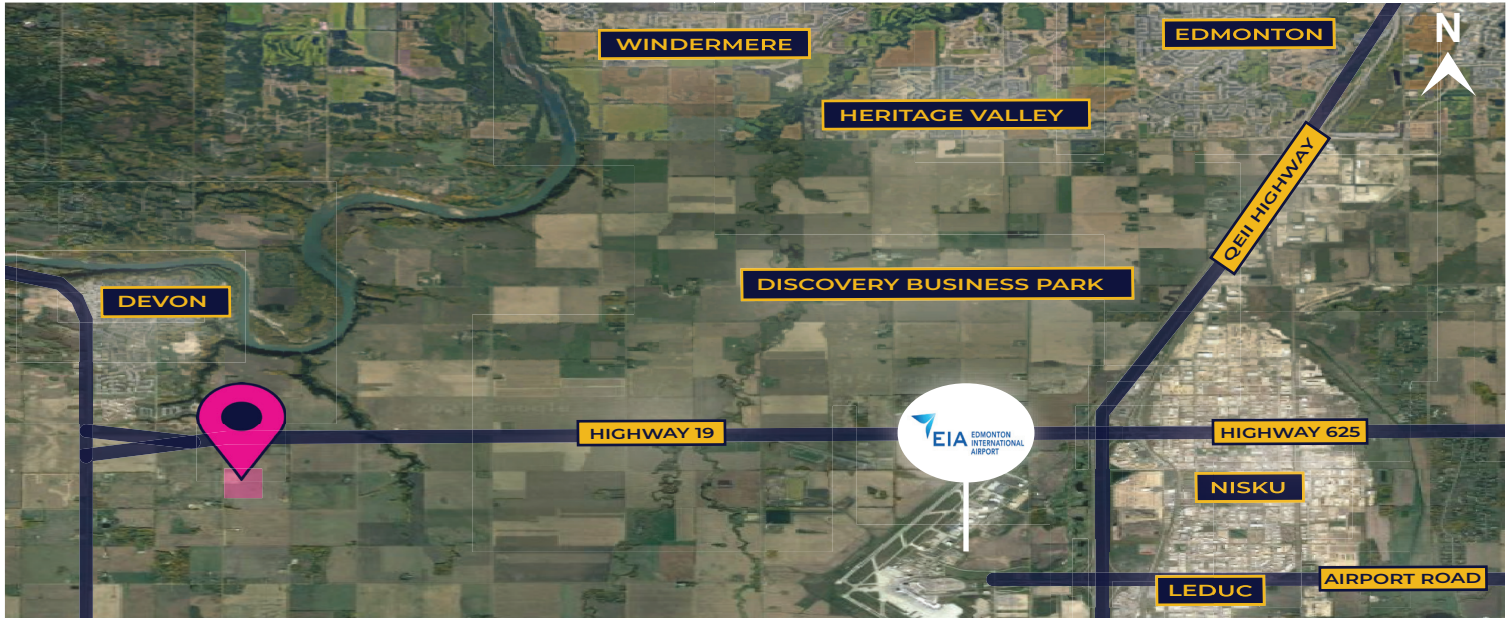 WINDERMERE
EDMONTON
N
HERITAGE VALLEY
QEII HIGHWAY
DISCOVERY BUSINESS PARK
DEVON
HIGHWAY 19
EIA EDMONTON
INTERNATIONAL
AIRPORT
HIGHWAY 625
NISKU
AIRPORT ROAD
LEDUC